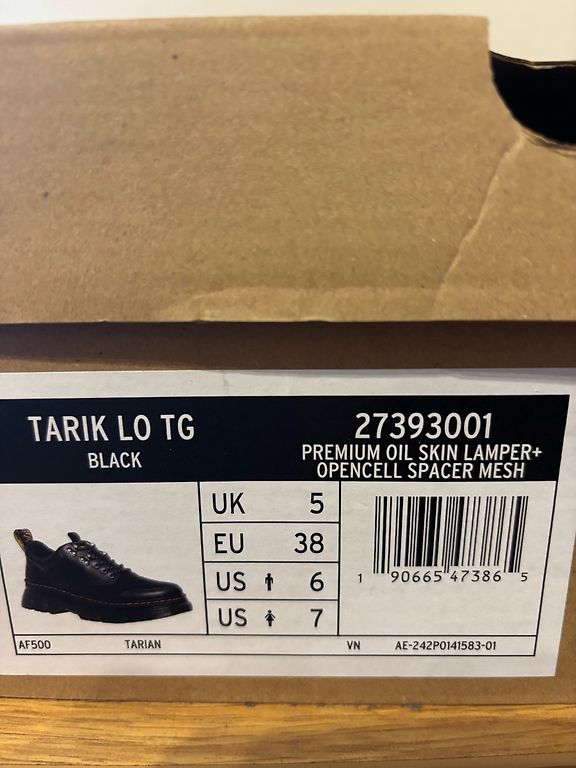 TARIK LO TG
BLACK
27393001
PREMIUM OIL SKIN LAMPER+
OPENCELL SPACER MESH
UK 5
EU 38
US 6
US 7
1 90665 47386 5
AF500 TARIAN VN AE-242P0141583-01